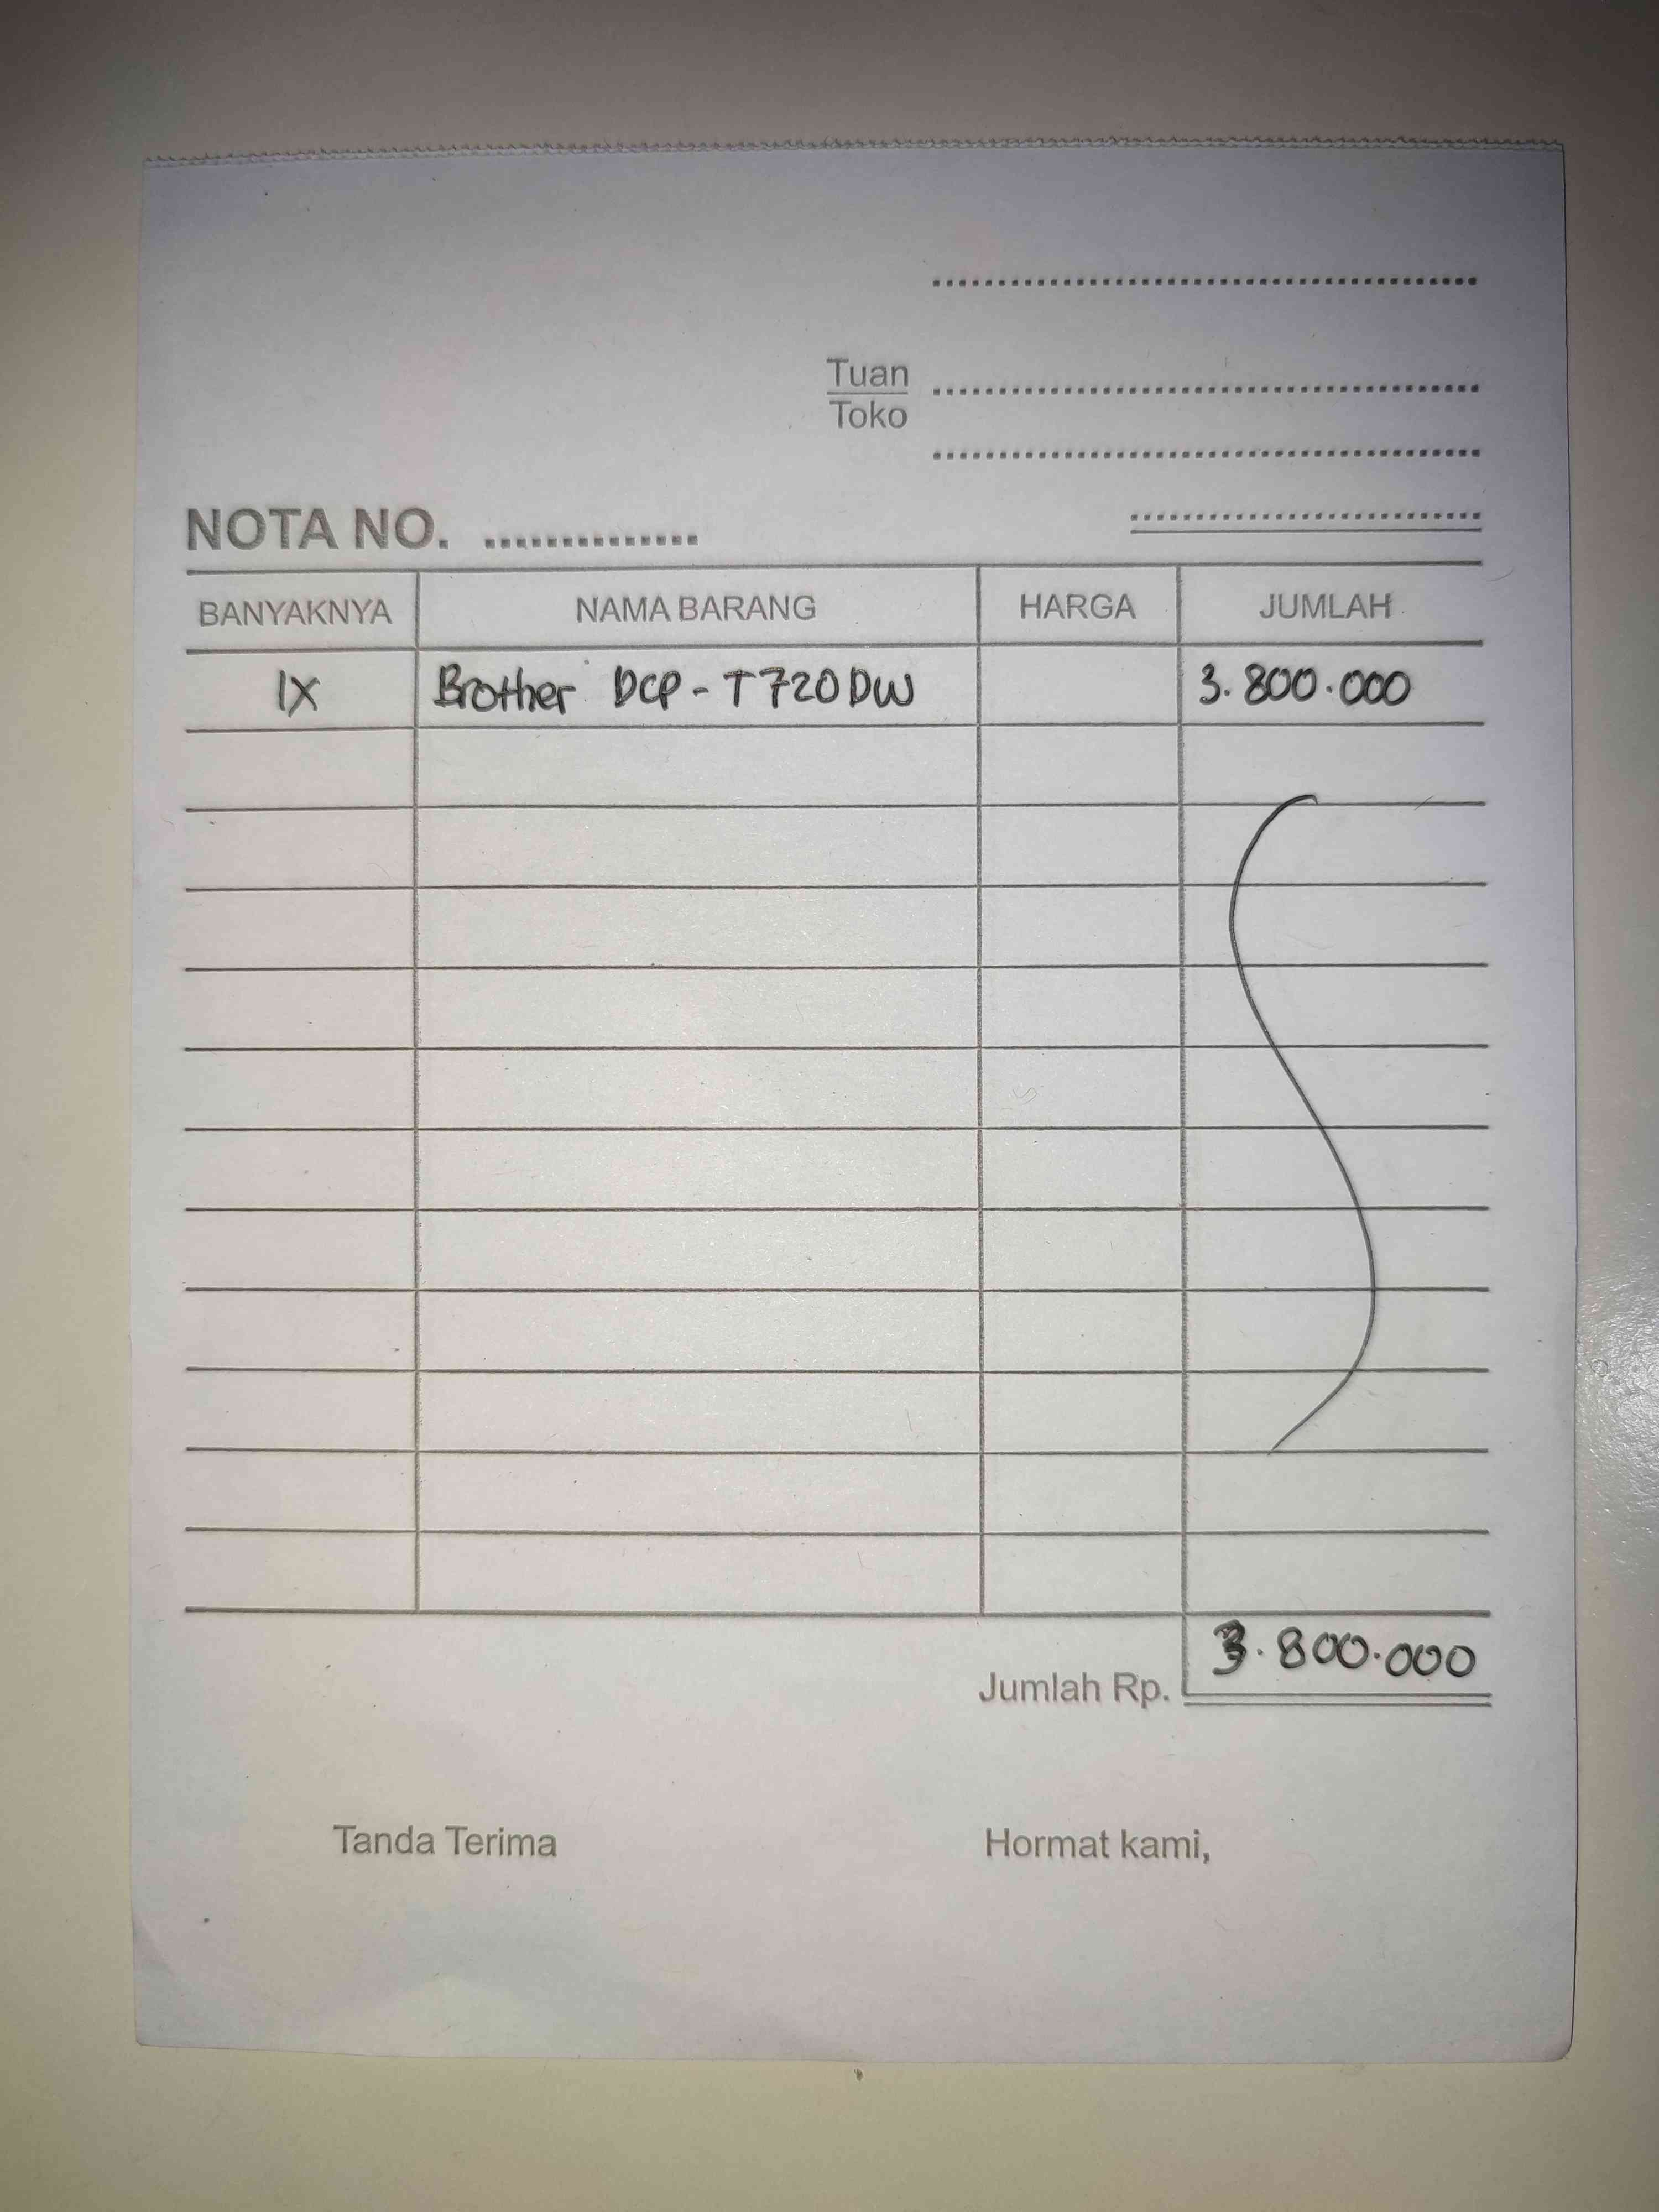 Tuan
Toko
NOTA NO. ..............
BANYAKNYA NAMA BARANG HARGA JUMLAH
1X Brother DCP - T720DW 3.800.000
Jumlah Rp. 3.800.000
Tanda Terima Hormat kami,